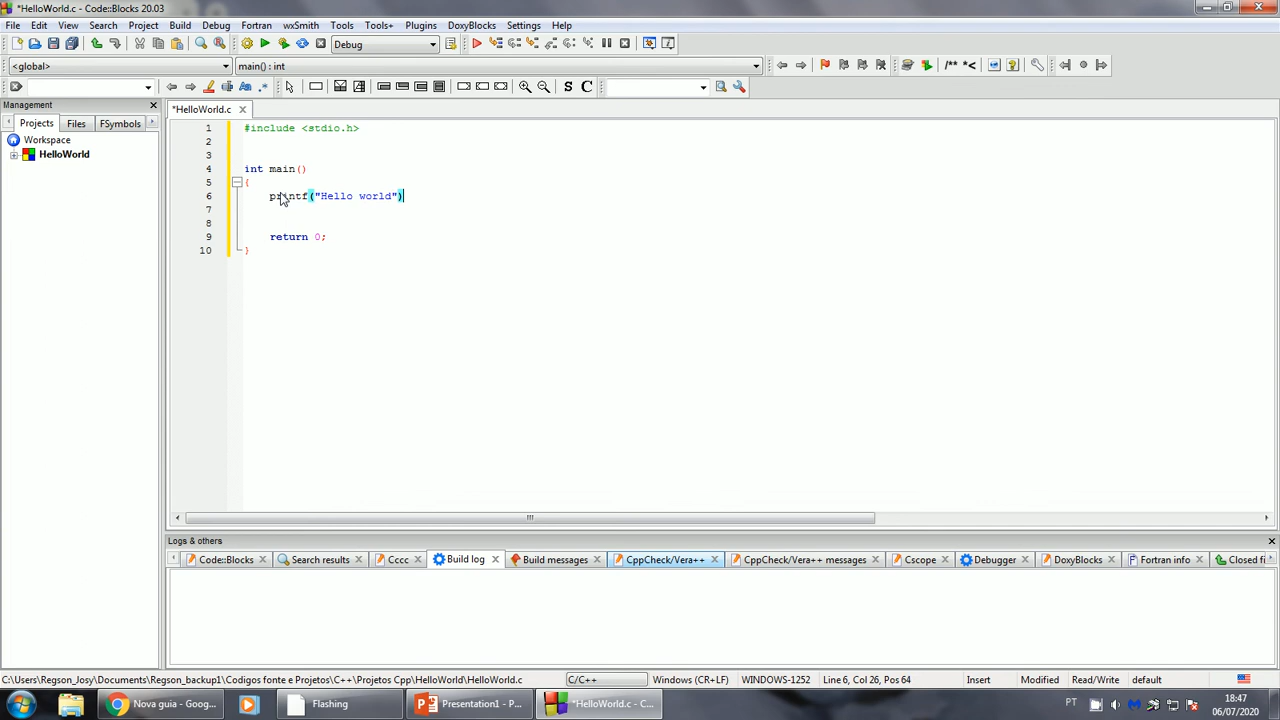 *HelloWorld.c - Code::Blocks 20.03
File Edit View Search Project Build Debug Fortran wxSmith Tools Tools+ Plugins DoxyBlocks Settings Help
Debug
<global> main() : int
/** *<
Aa .* S C
Management
Projects Files FSymbols
Workspace
HelloWorld
*HelloWorld.c
1 #include <stdio.h>
2
3
4 int main()
5 {
6 printf("Hello world")
7
8
9 return 0;
10 }
Logs & others
Code::Blocks Search results Cccc Build log Build messages CppCheck/Vera++ CppCheck/Vera++ messages Cscope Debugger DoxyBlocks Fortran info Closed fi
C:\Users\Regson_Josy\Documents\Regson_backup1\Codigos fonte e Projetos\C++\Projetos Cpp\HelloWorld\HelloWorld.c C/C++ Windows (CR+LF) WINDOWS-1252 Line 6, Col 26, Pos 64 Insert Modified Read/Write default
Nova guia - Goog... Flashing Presentation1 - P... *HelloWorld.c - C... PT 18:47
06/07/2020